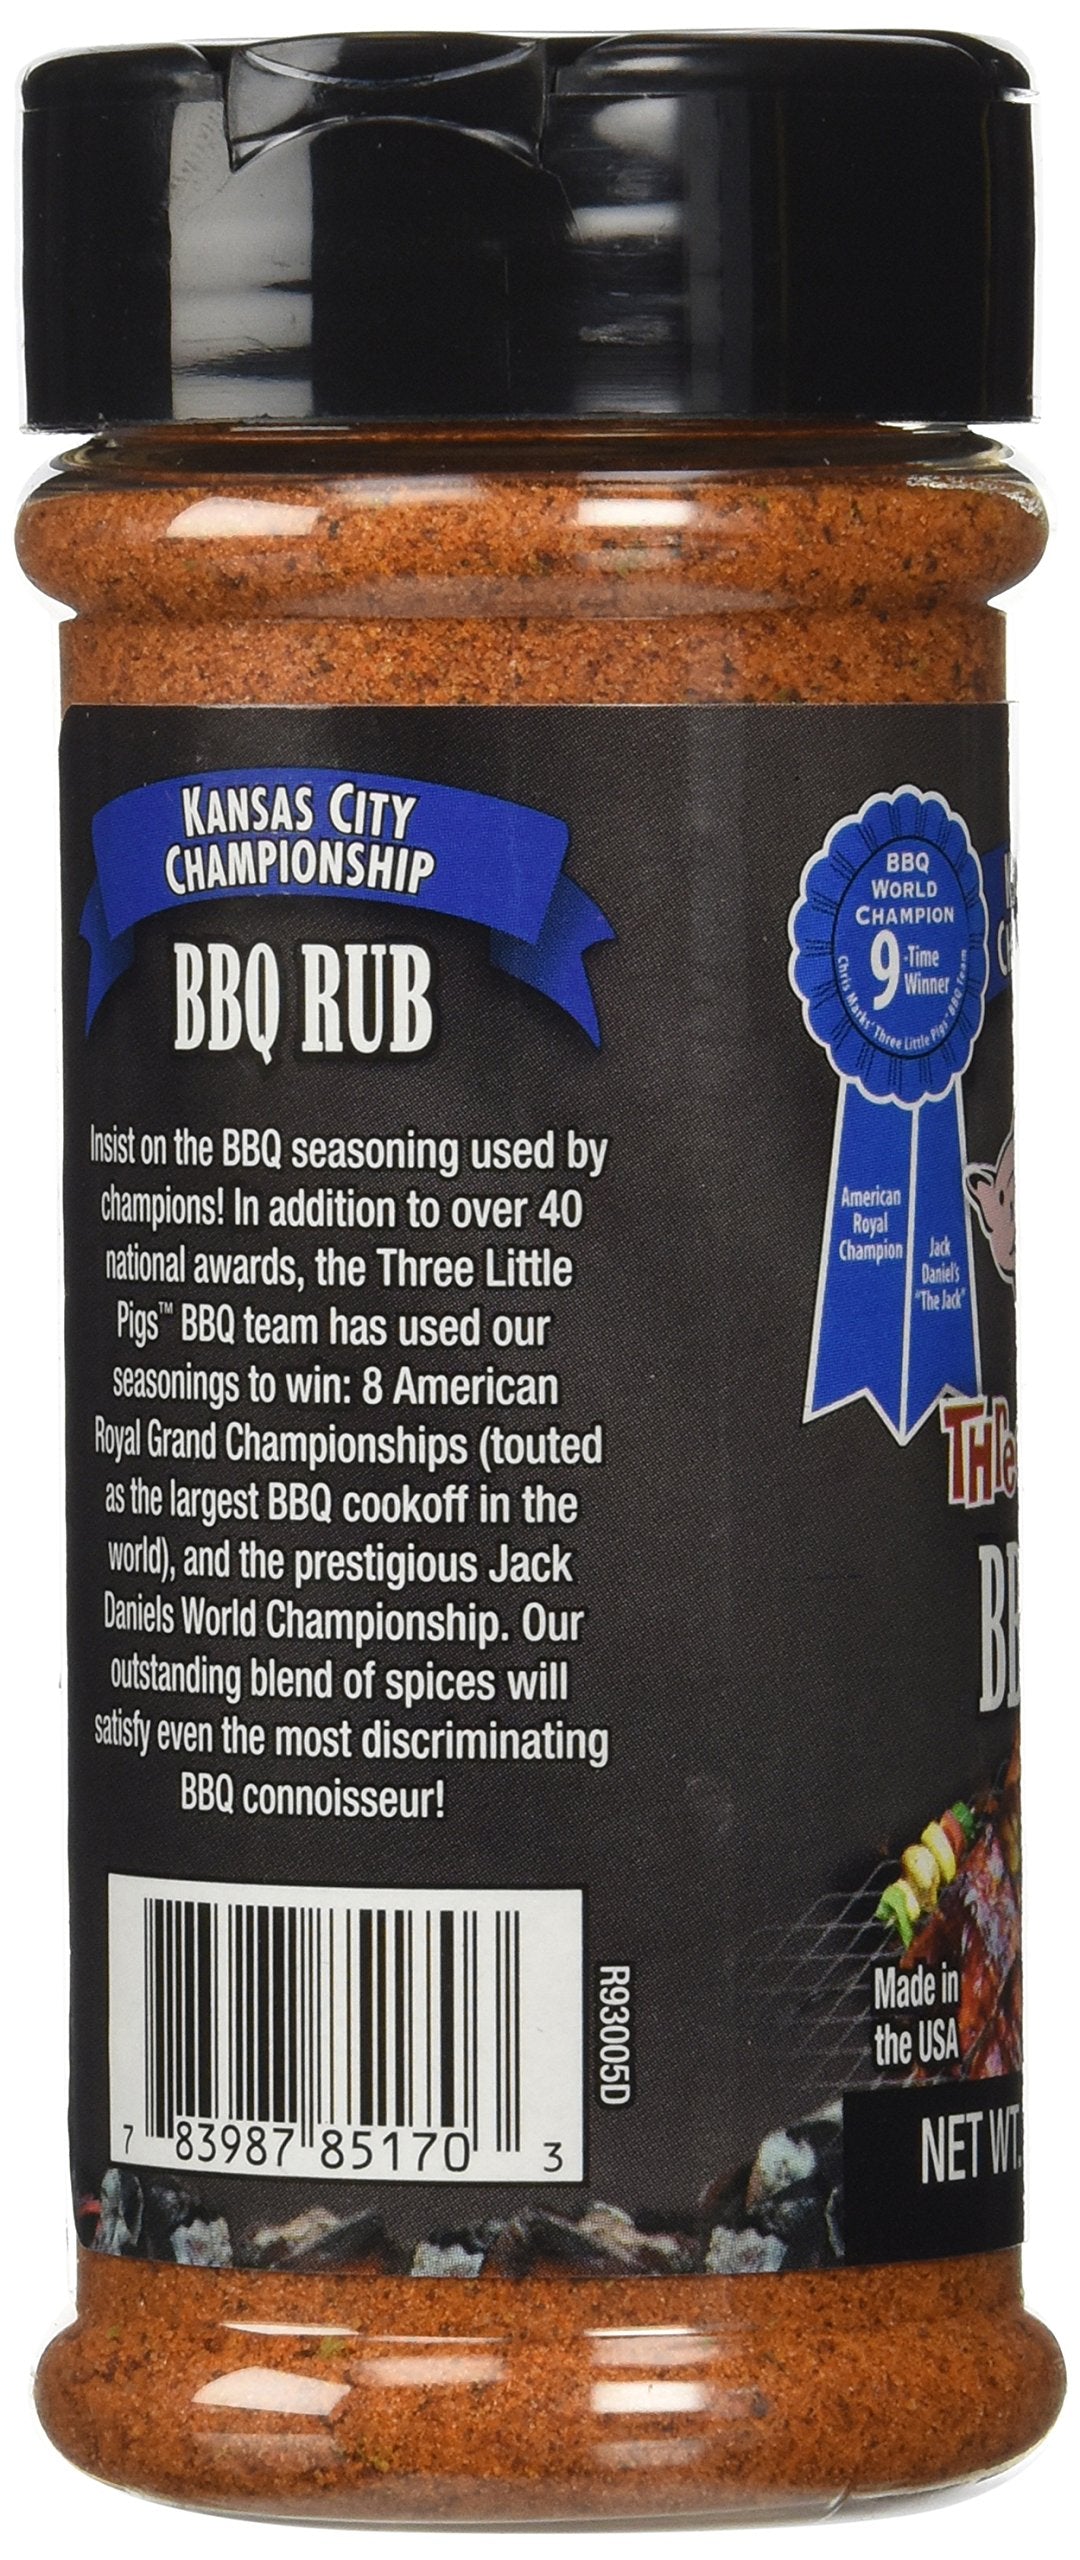 KANSAS CITY
CHAMPIONSHIP
BBQ RUB
Insist on the BBQ seasoning used by
champions! In addition to over 40
national awards, the Three Little
Pigs™ BBQ team has used our
seasonings to win: 8 American
Royal Grand Championships (touted
as the largest BBQ cookoff in the
world), and the prestigious Jack
Daniels World Championship. Our
outstanding blend of spices will
satisfy even the most discriminating
BBQ connoisseur!
7 83987 85170 3
R93005D
BBQ
WORLD
CHAMPION
9-Time
Winner
Chris Marks' Three Little Pigs' BBQ Team
American
Royal
Champion
Jack
Daniel's
"The Jack"
Made in
the USA
NET WT.